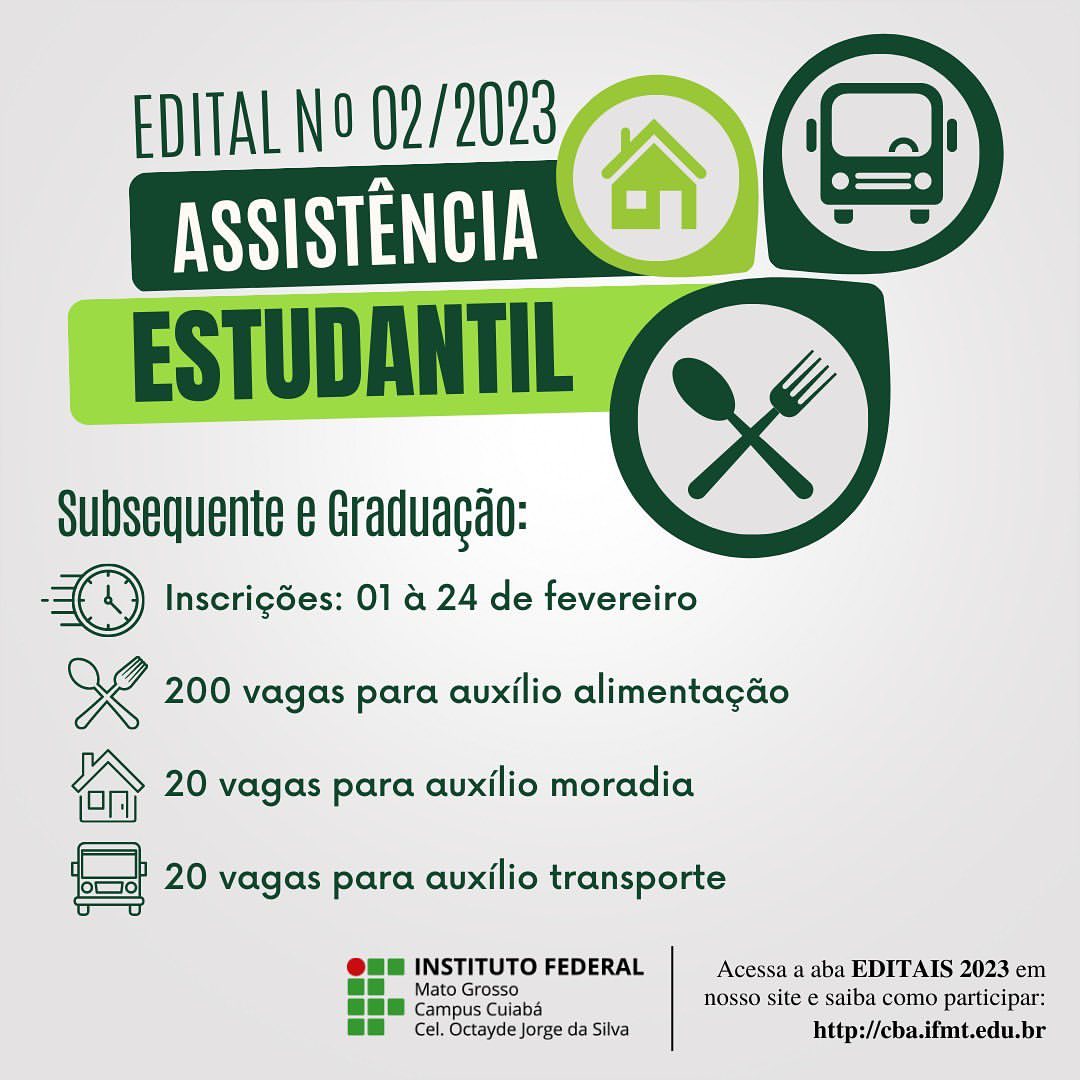 EDITAL Nº 02/2023
ASSISTÊNCIA
ESTUDANTIL
Subsequente e Graduação:
Inscrições: 01 à 24 de fevereiro
200 vagas para auxílio alimentação
20 vagas para auxílio moradia
20 vagas para auxílio transporte
INSTITUTO FEDERAL
Mato Grosso
Campus Cuiabá
Cel. Octayde Jorge da Silva
Acessa a aba EDITAIS 2023 em
nosso site e saiba como participar:
http://cba.ifmt.edu.br